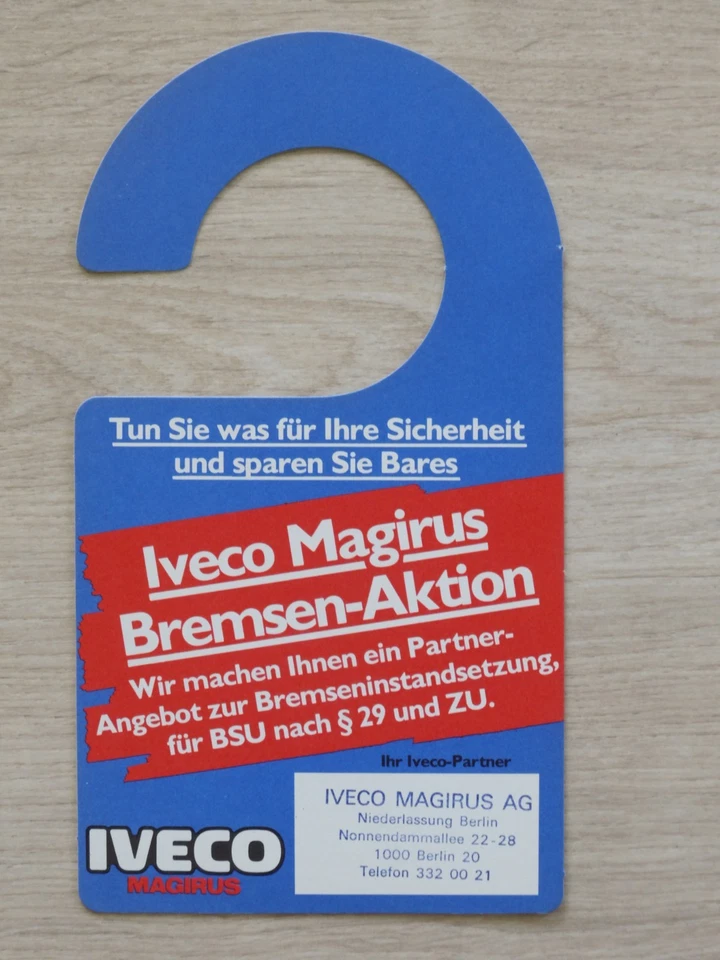 Tun Sie was für Ihre Sicherheit
und sparen Sie Bares
Iveco Magirus
Bremsen-Aktion
Wir machen Ihnen ein Partner-
Angebot zur Bremseninstandsetzung,
für BSU nach § 29 und ZU.
Ihr Iveco-Partner
IVECO MAGIRUS AG
Niederlassung Berlin
Nonnendammallee 22-28
1000 Berlin 20
Telefon 332 00 21
IVECO
MAGIRUS